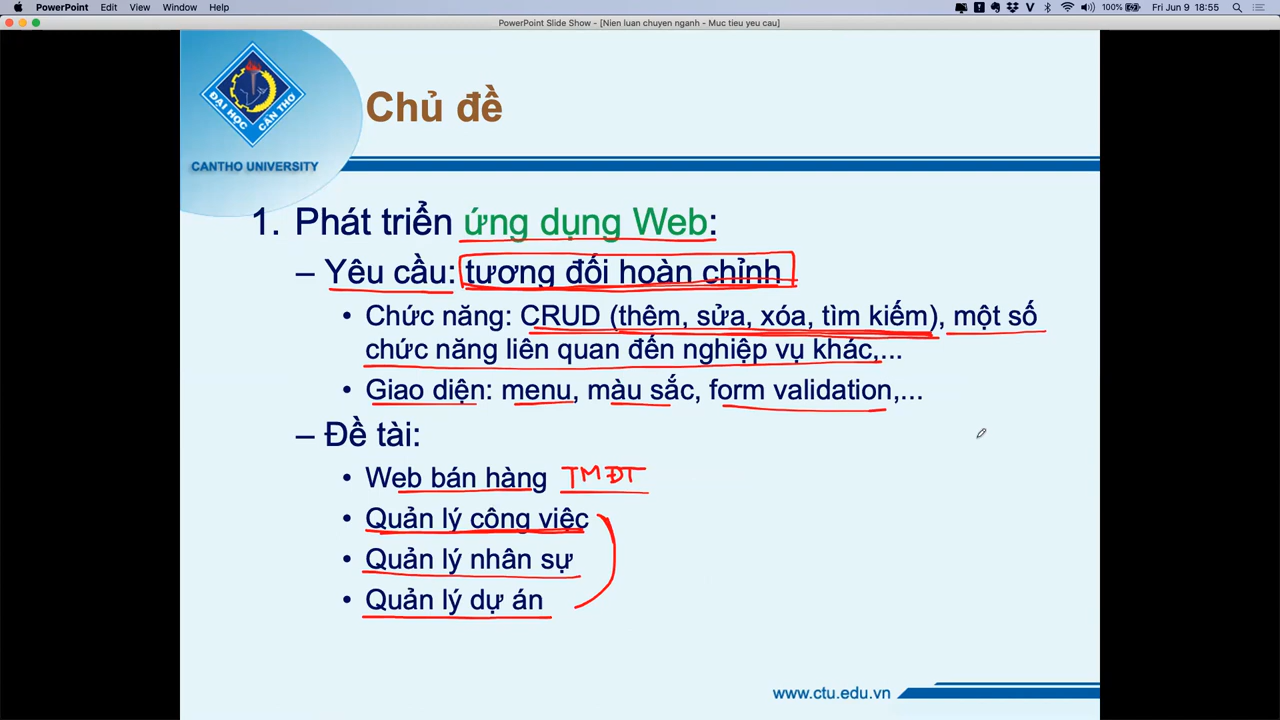 PowerPoint Edit View Window Help 100% Fri Jun 9 18:55
PowerPoint Slide Show - [Nien luan chuyen nganh - Muc tieu yeu cau]
ĐẠI HỌC CẦN THƠ
CANTHO UNIVERSITY
Chủ đề
1. Phát triển ứng dụng Web:
– Yêu cầu: tương đối hoàn chỉnh
• Chức năng: CRUD (thêm, sửa, xóa, tìm kiếm), một số
chức năng liên quan đến nghiệp vụ khác,...
• Giao diện: menu, màu sắc, form validation,...
– Đề tài:
• Web bán hàng TMĐT
• Quản lý công việc
• Quản lý nhân sự
• Quản lý dự án
www.ctu.edu.vn